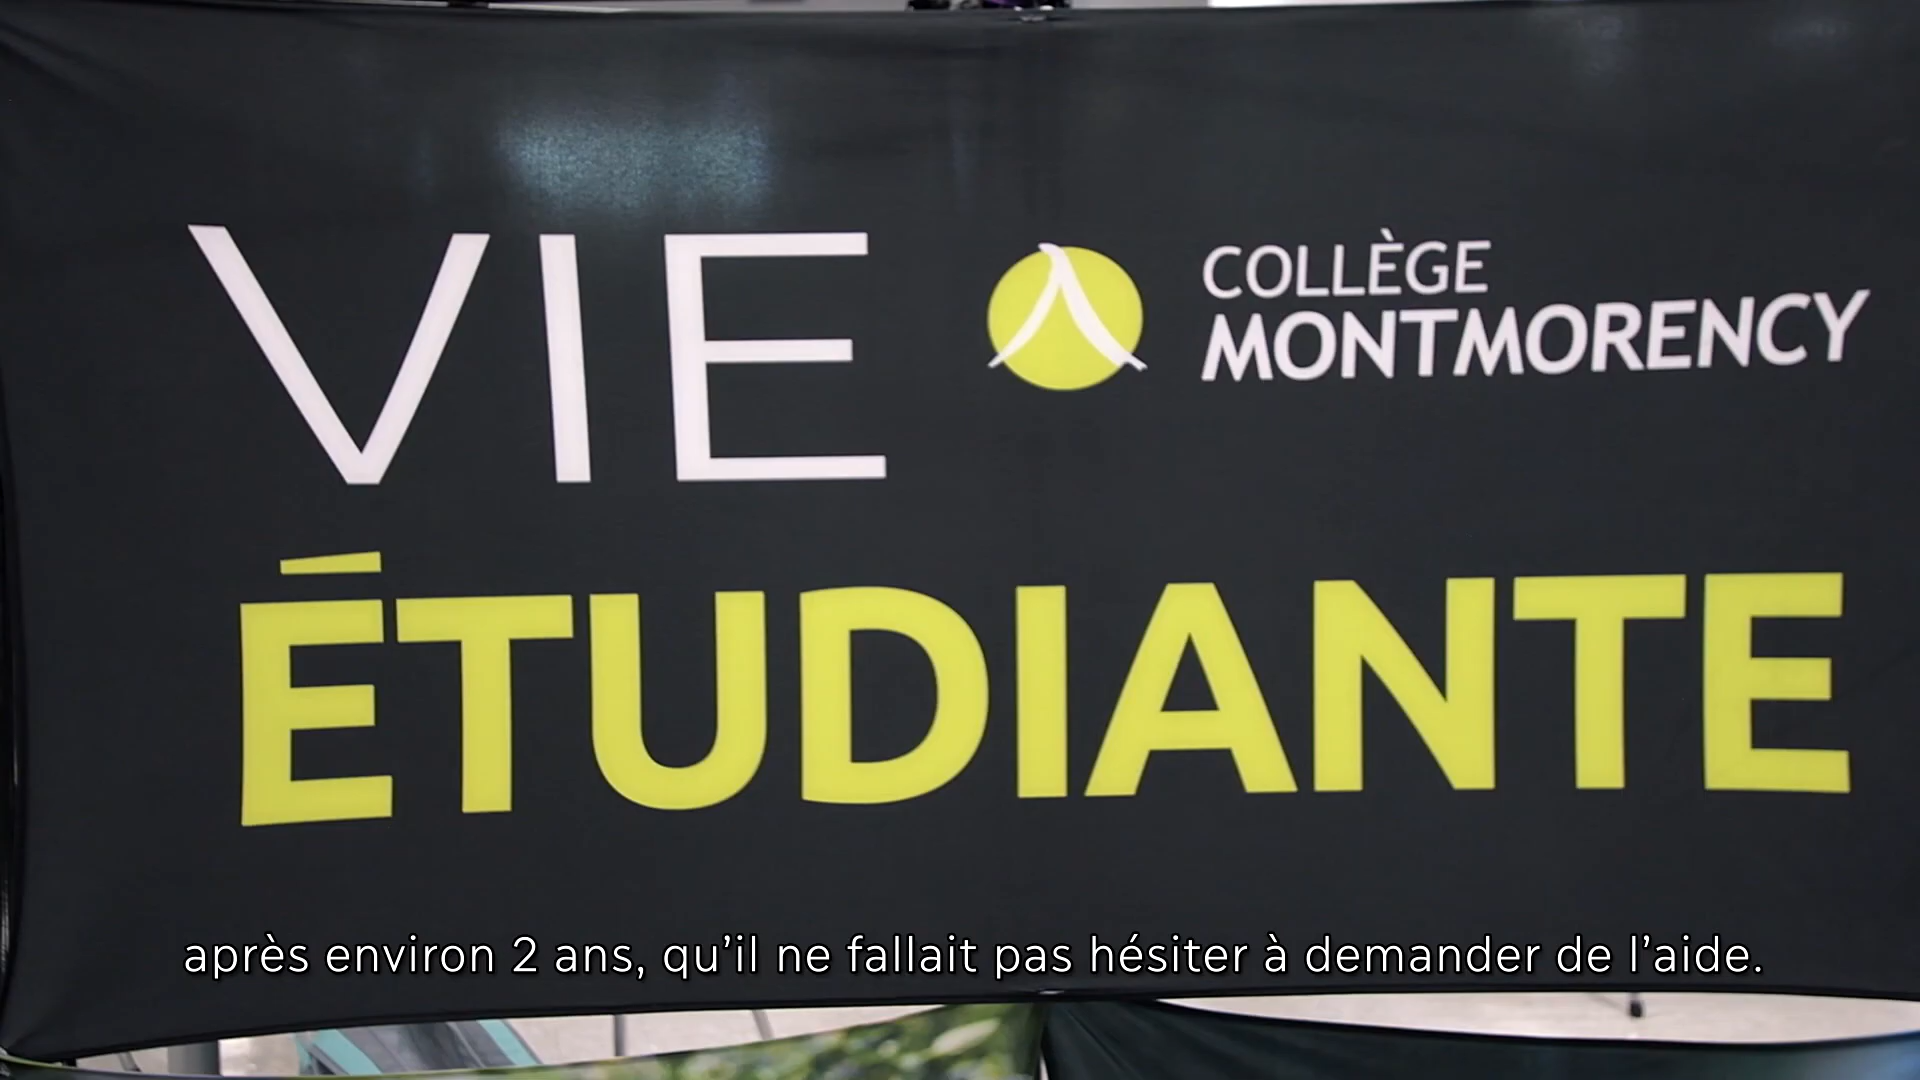 VIE
COLLÈGE
MONTMORENCY
ÉTUDIANTE
après environ 2 ans, qu’il ne fallait pas hésiter à demander de l’aide.